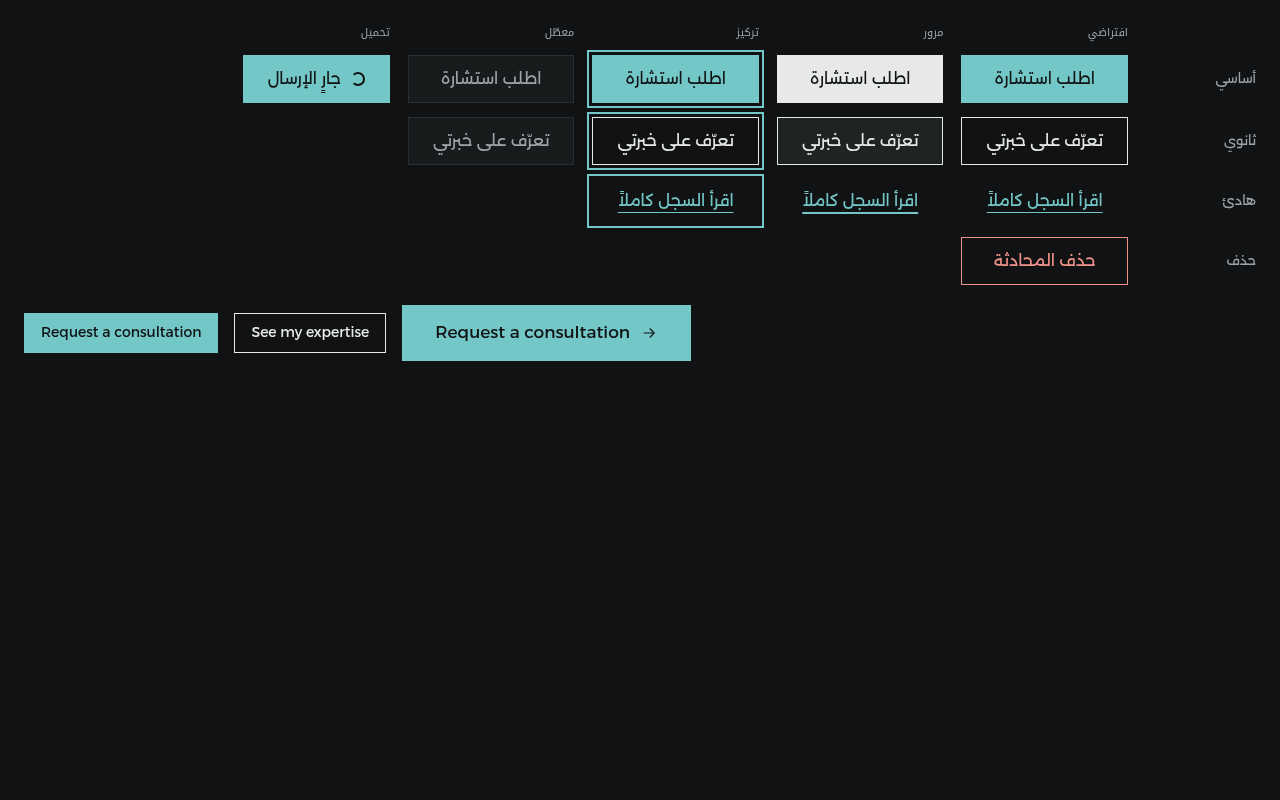 افتراضي مرور تركيز معطّل تحميل
أساسي اطلب استشارة اطلب استشارة اطلب استشارة اطلب استشارة جارٍ الإرسال
ثانوي تعرّف على خبرتي تعرّف على خبرتي تعرّف على خبرتي تعرّف على خبرتي
هادئ اقرأ السجل كاملاً اقرأ السجل كاملاً اقرأ السجل كاملاً
حذف حذف المحادثة
Request a consultation See my expertise Request a consultation →